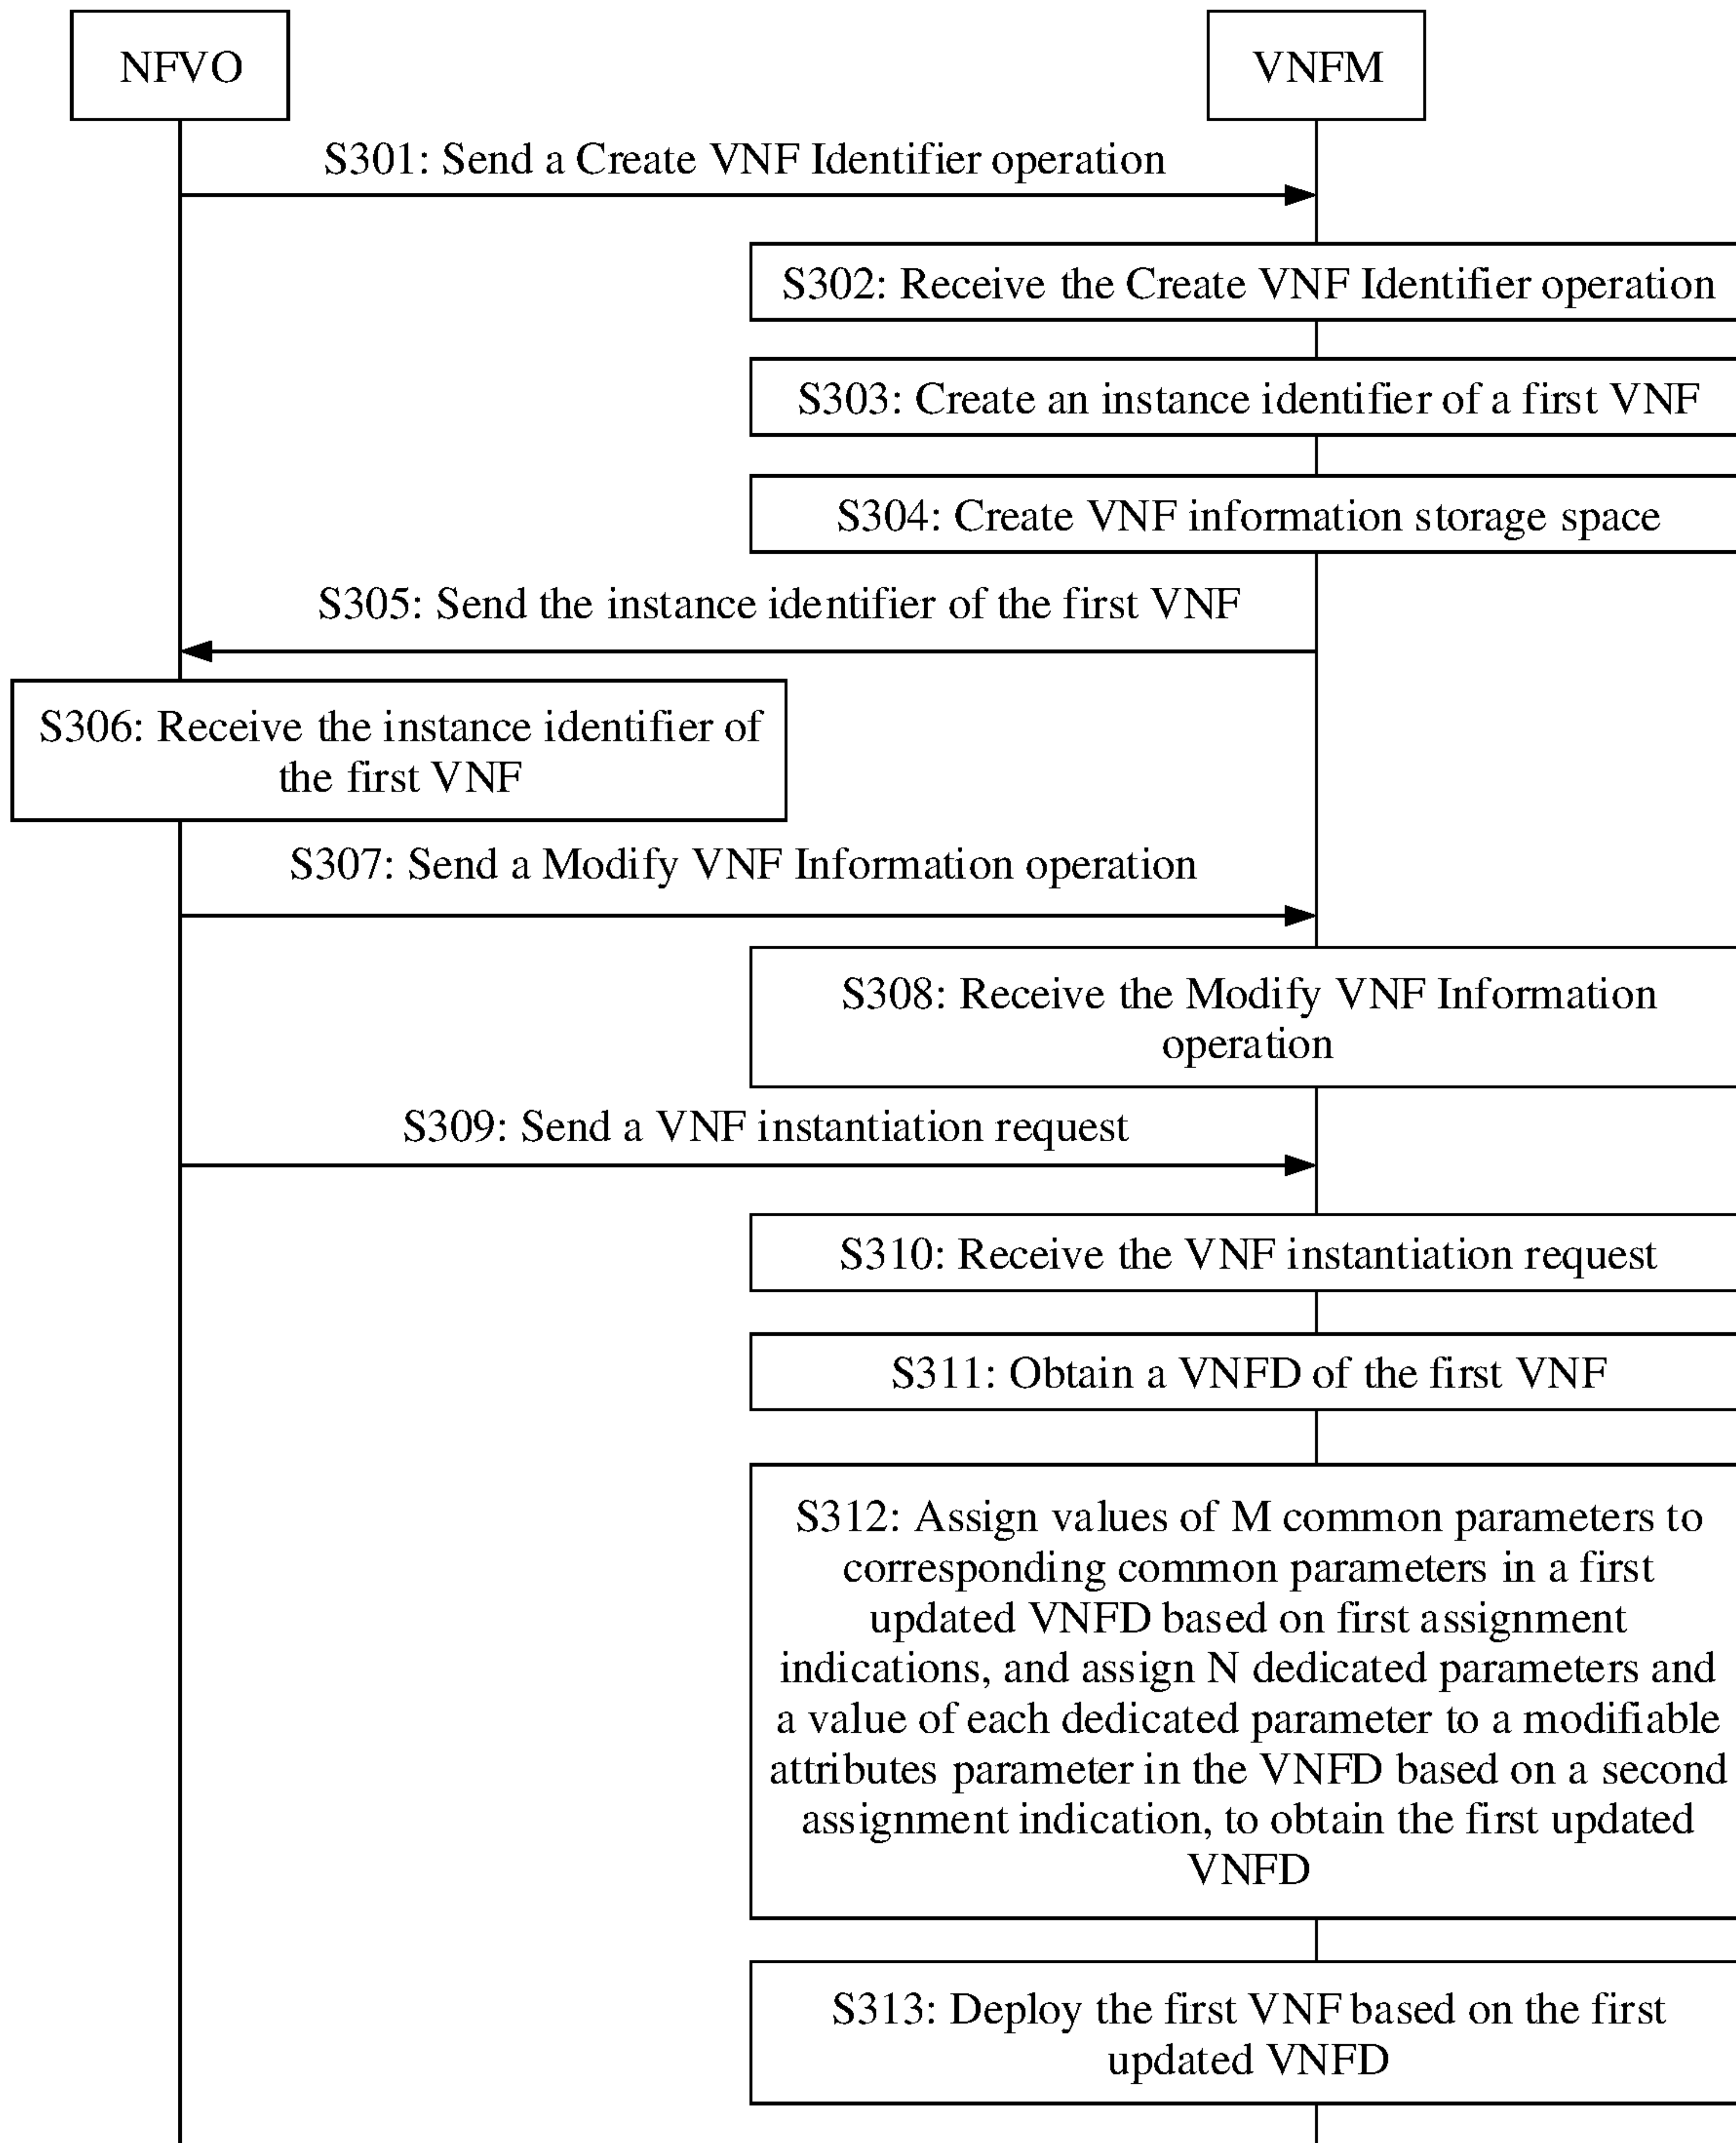 NFVO
VNFM
S301: Send a Create VNF Identifier operation
S302: Receive the Create VNF Identifier operation
S303: Create an instance identifier of a first VNF
S304: Create VNF information storage space
S305: Send the instance identifier of the first VNF
S306: Receive the instance identifier of
the first VNF
S307: Send a Modify VNF Information operation
S308: Receive the Modify VNF Information
operation
S309: Send a VNF instantiation request
S310: Receive the VNF instantiation request
S311: Obtain a VNFD of the first VNF
S312: Assign values of M common parameters to
corresponding common parameters in a first
updated VNFD based on first assignment
indications, and assign N dedicated parameters and
a value of each dedicated parameter to a modifiable
attributes parameter in the VNFD based on a second
assignment indication, to obtain the first updated
VNFD
S313: Deploy the first VNF based on the first
updated VNFD